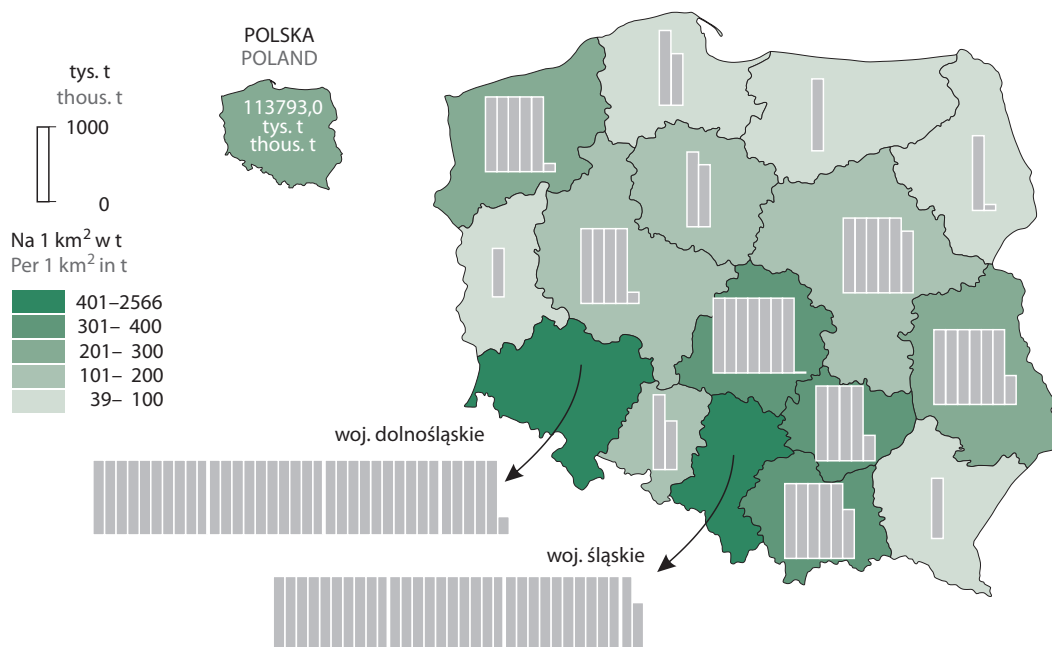 POLSKA
POLAND
113793,0
tys. t
thous. t
tys. t
thous. t
1000
0
Na 1 km² w t
Per 1 km² in t
401–2566
301– 400
201– 300
101– 200
39– 100
woj. dolnośląskie
woj. śląskie